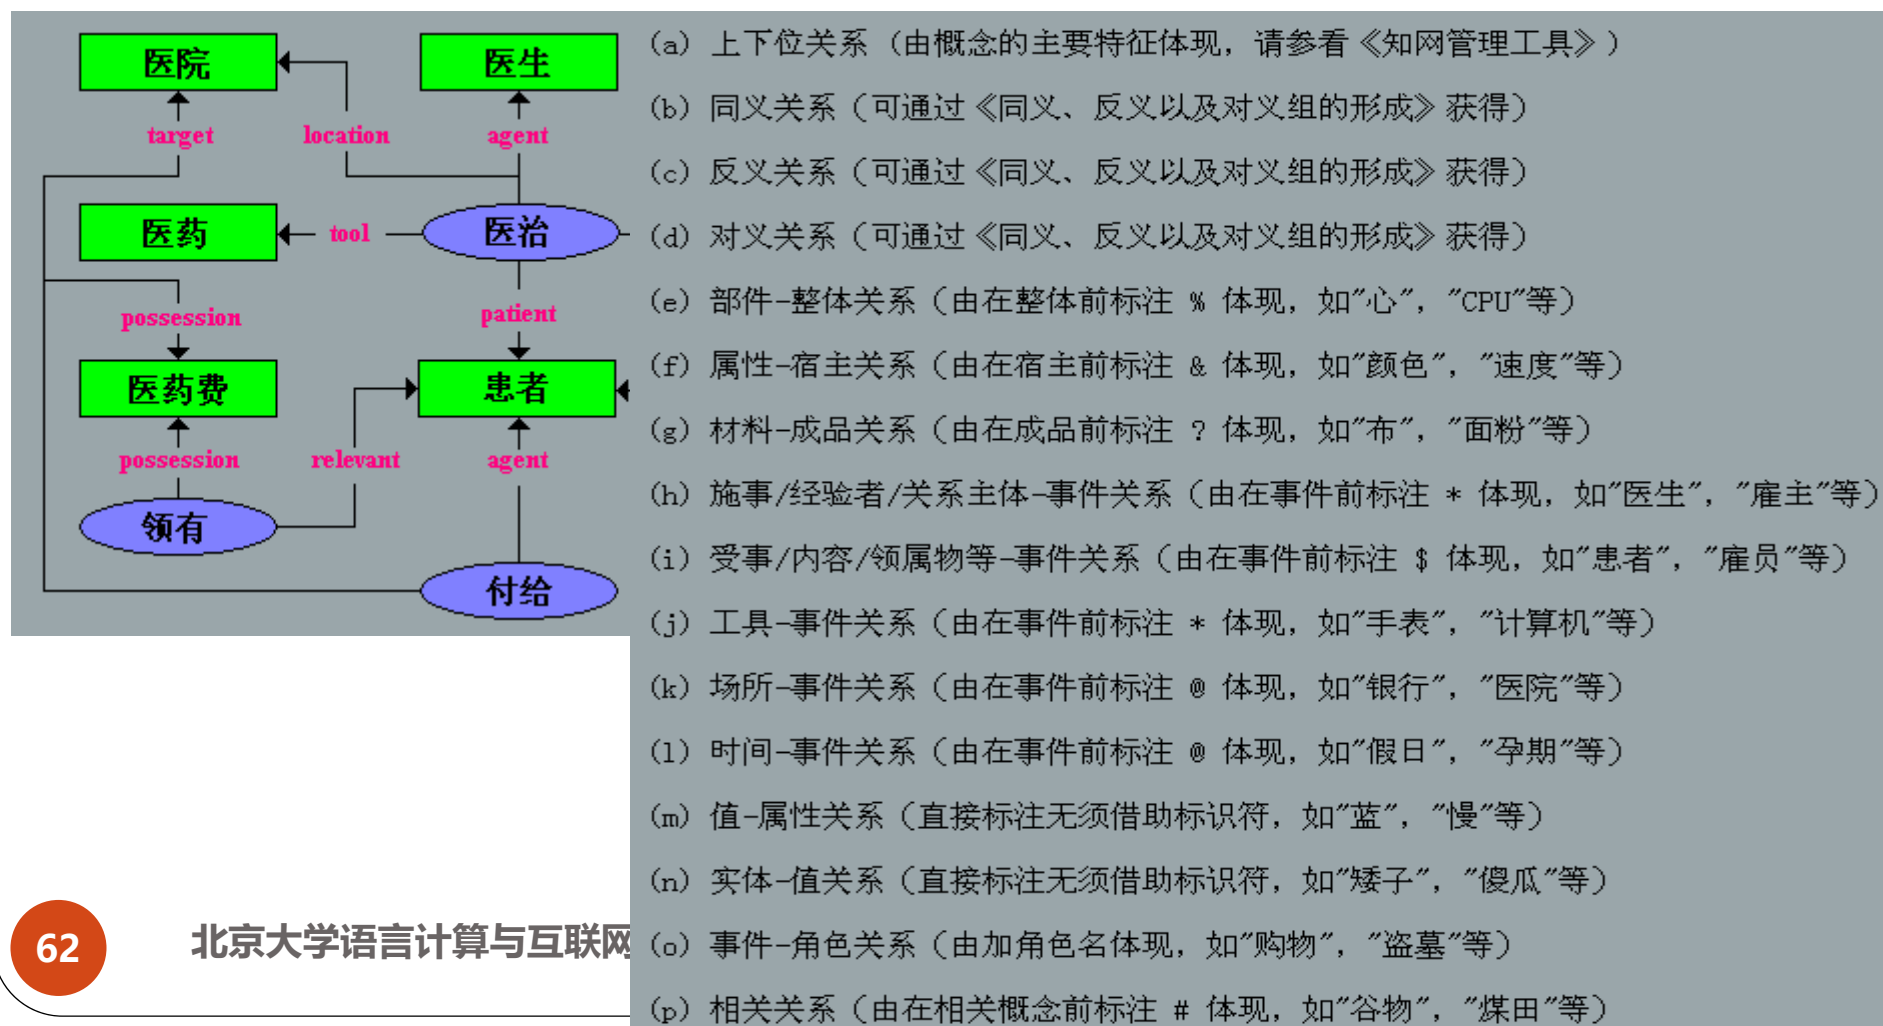 医院
医生
target
location
agent
医药
tool
医治
possession
patient
医药费
患者
possession
relevant
agent
领有
付给
(a) 上下位关系 (由概念的主要特征体现, 请参看《知网管理工具》)
(b) 同义关系 (可通过《同义、反义以及对义组的形成》获得)
(c) 反义关系 (可通过《同义、反义以及对义组的形成》获得)
(d) 对义关系 (可通过《同义、反义以及对义组的形成》获得)
(e) 部件-整体关系 (由在整体前标注 % 体现, 如"心", "CPU"等)
(f) 属性-宿主关系 (由在宿主前标注 & 体现, 如"颜色", "速度"等)
(g) 材料-成品关系 (由在成品前标注 ? 体现, 如"布", "面粉"等)
(h) 施事/经验者/关系主体-事件关系 (由在事件前标注 * 体现, 如"医生", "雇主"等)
(i) 受事/内容/领属物等-事件关系 (由在事件前标注 $ 体现, 如"患者", "雇员"等)
(j) 工具-事件关系 (由在事件前标注 * 体现, 如"手表", "计算机"等)
(k) 场所-事件关系 (由在事件前标注 @ 体现, 如"银行", "医院"等)
(l) 时间-事件关系 (由在事件前标注 @ 体现, 如"假日", "孕期"等)
(m) 值-属性关系 (直接标注无须借助标识符, 如"蓝", "慢"等)
(n) 实体-值关系 (直接标注无须借助标识符, 如"矮子", "傻瓜"等)
(o) 事件-角色关系 (由加角色名体现, 如"购物", "盗墓"等)
(p) 相关关系 (由在相关概念前标注 # 体现, 如"谷物", "煤田"等)
62
北京大学语言计算与互联网